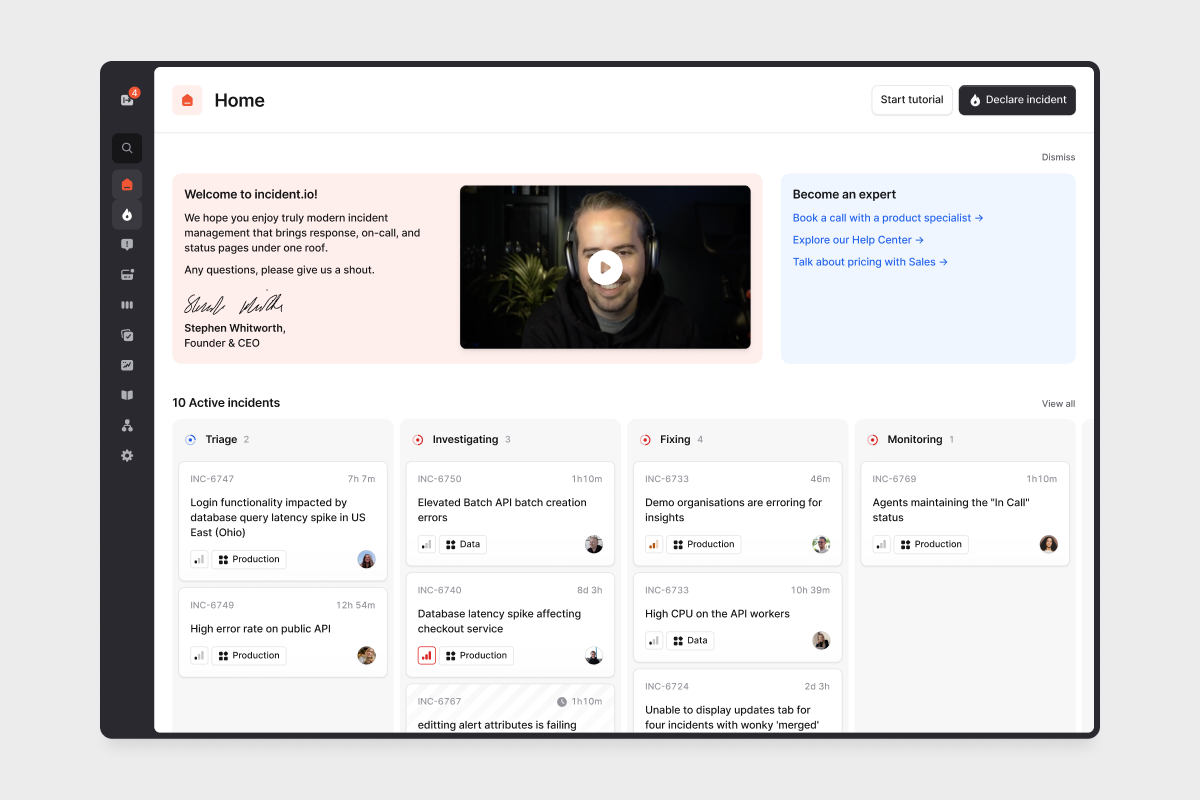 4
Home
Start tutorial
Declare incident
Dismiss
Welcome to incident.io!
We hope you enjoy truly modern incident
management that brings response, on-call, and
status pages under one roof.
Any questions, please give us a shout.
Stephen Whitworth,
Founder & CEO
Become an expert
Book a call with a product specialist →
Explore our Help Center →
Talk about pricing with Sales →
10 Active incidents
View all
Triage 2
INC-6747 7h 7m
Login functionality impacted by
database query latency spike in US
East (Ohio)
Production
INC-6749 12h 54m
High error rate on public API
Production
Investigating 3
INC-6750 1h10m
Elevated Batch API batch creation
errors
Data
INC-6740 8d 3h
Database latency spike affecting
checkout service
Production
INC-6767 1h10m
editting alert attributes is failing
Fixing 4
INC-6733 46m
Demo organisations are erroring for
insights
Production
INC-6733 10h 39m
High CPU on the API workers
Data
INC-6724 2d 3h
Unable to display updates tab for
four incidents with wonky 'merged'
Monitoring 1
INC-6769 1h10m
Agents maintaining the "In Call"
status
Production